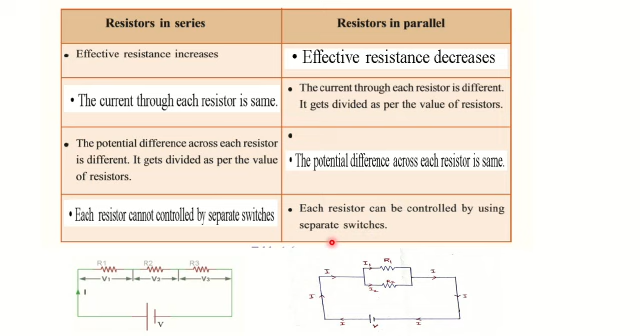 Resistors in series
Resistors in parallel
• Effective resistance increases
• Effective resistance decreases
• The current through each resistor is same.
• The current through each resistor is different.
It gets divided as per the value of resistors.
• The potential difference across each resistor
is different. It gets divided as per the value
of resistors.
•
• The potential difference across each resistor is same.
• Each resistor cannot controlled by separate switches
• Each resistor can be controlled by using
separate switches.
R1 R2 R3
V₁ V₂ V₃
I
V
I I₁ R₁ I
I₂ R₂
I I
I V I